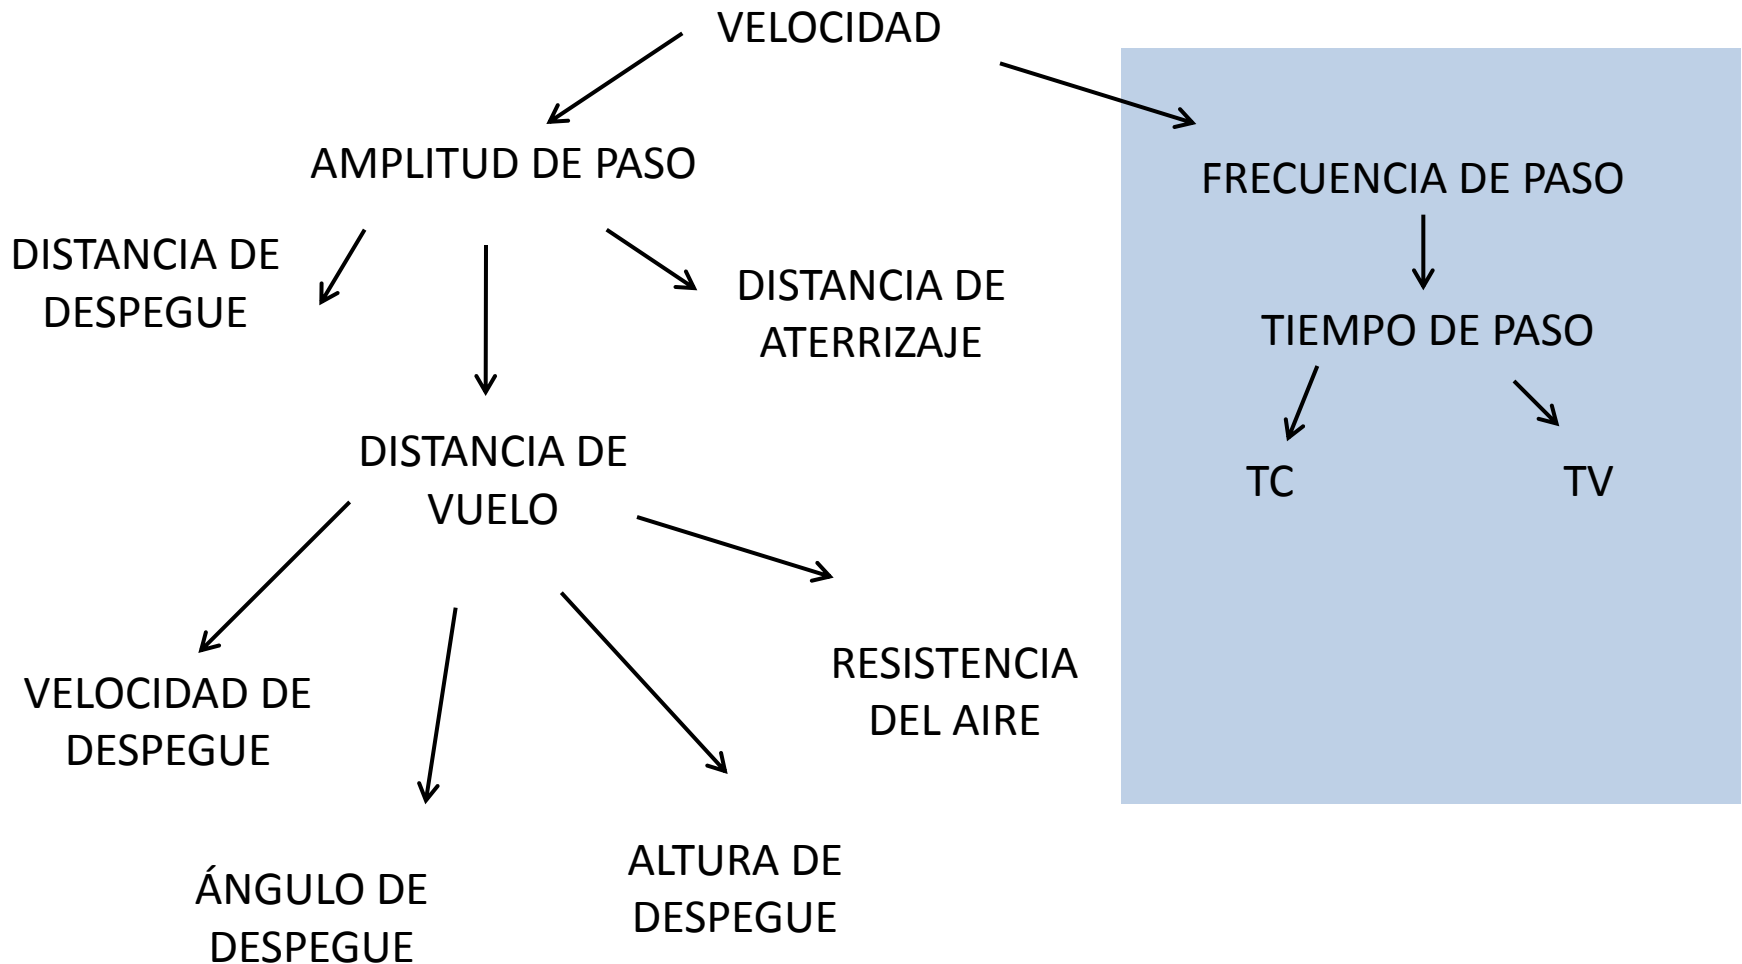 VELOCIDAD
AMPLITUD DE PASO
FRECUENCIA DE PASO
DISTANCIA DE
DESPEGUE
DISTANCIA DE
ATERRIZAJE
TIEMPO DE PASO
DISTANCIA DE
VUELO
TC
TV
VELOCIDAD DE
DESPEGUE
RESISTENCIA
DEL AIRE
ÁNGULO DE
DESPEGUE
ALTURA DE
DESPEGUE